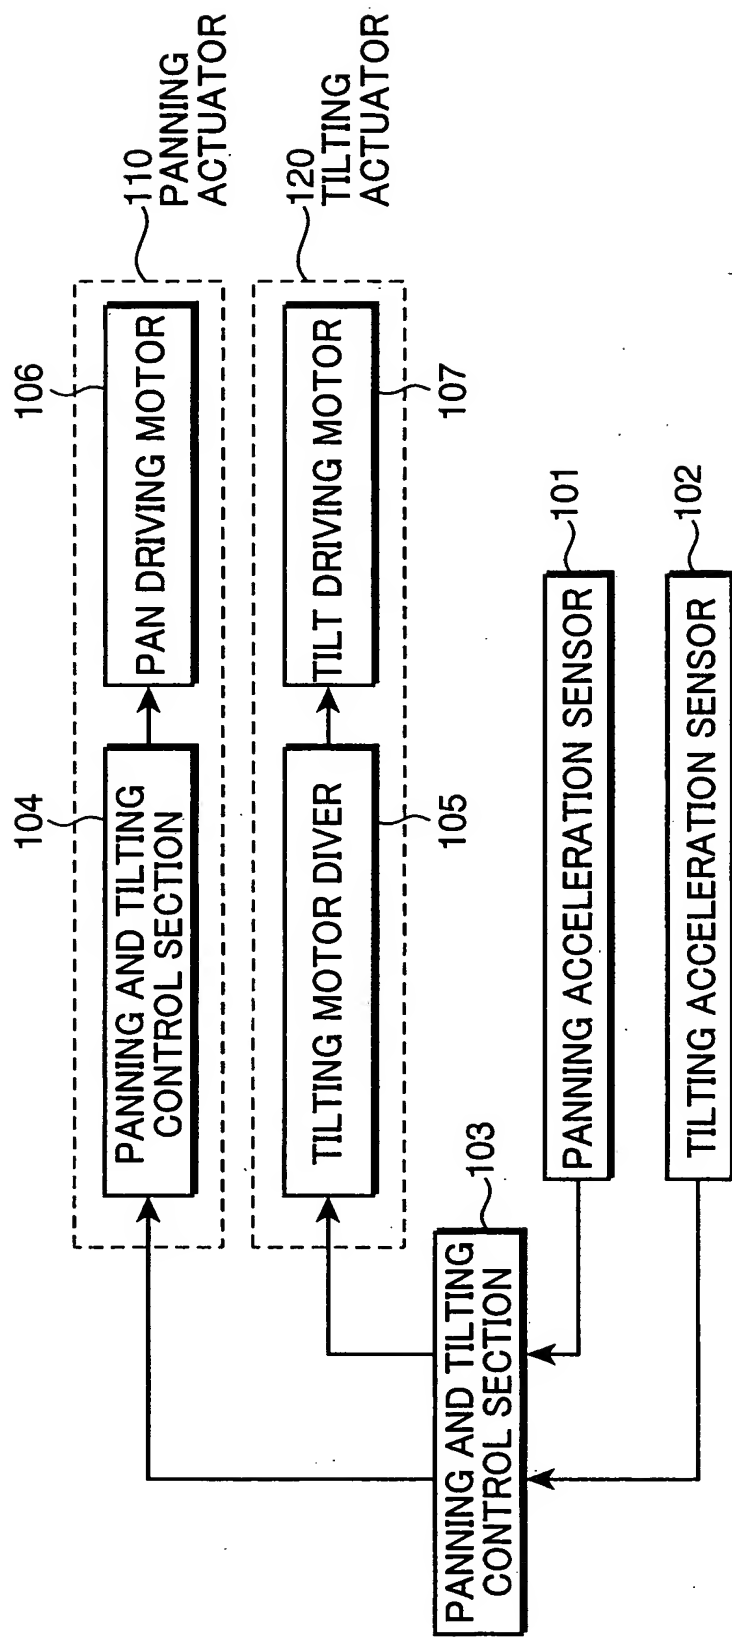 106
110
PANNING
ACTUATOR
104
PAN DRIVING MOTOR
PANNING AND TILTING
CONTROL SECTION
120
TILTING
ACTUATOR
TILT DRIVING MOTOR
TILTING MOTOR DIVER
107
105
103
PANNING AND TILTING
CONTROL SECTION
101
PANNING ACCELERATION SENSOR
102
TILTING ACCELERATION SENSOR